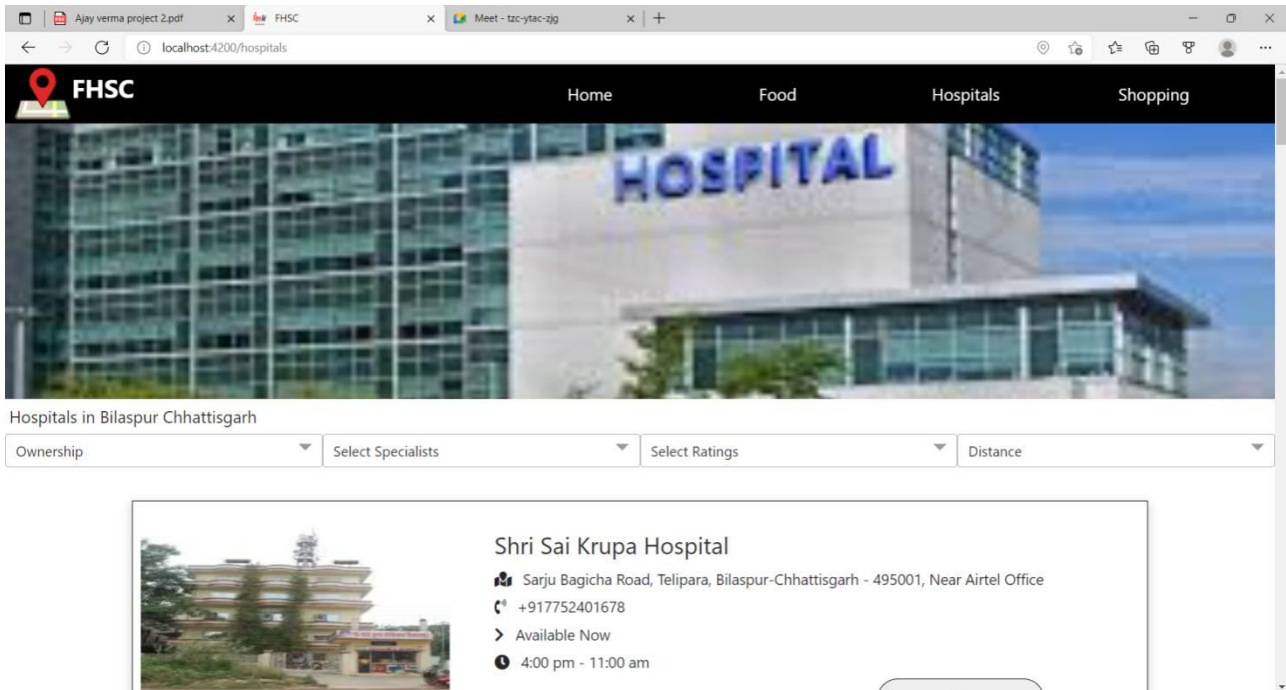 Ajay verma project 2.pdf
FHSC
Meet - tzc-ytac-zjg
localhost:4200/hospitals
FHSC
Home
Food
Hospitals
Shopping
HOSPITAL
Hospitals in Bilaspur Chhattisgarh
Ownership
Select Specialists
Select Ratings
Distance
Shri Sai Krupa Hospital
Sarju Bagicha Road, Telipara, Bilaspur-Chhattisgarh - 495001, Near Airtel Office
+917752401678
Available Now
4:00 pm - 11:00 am